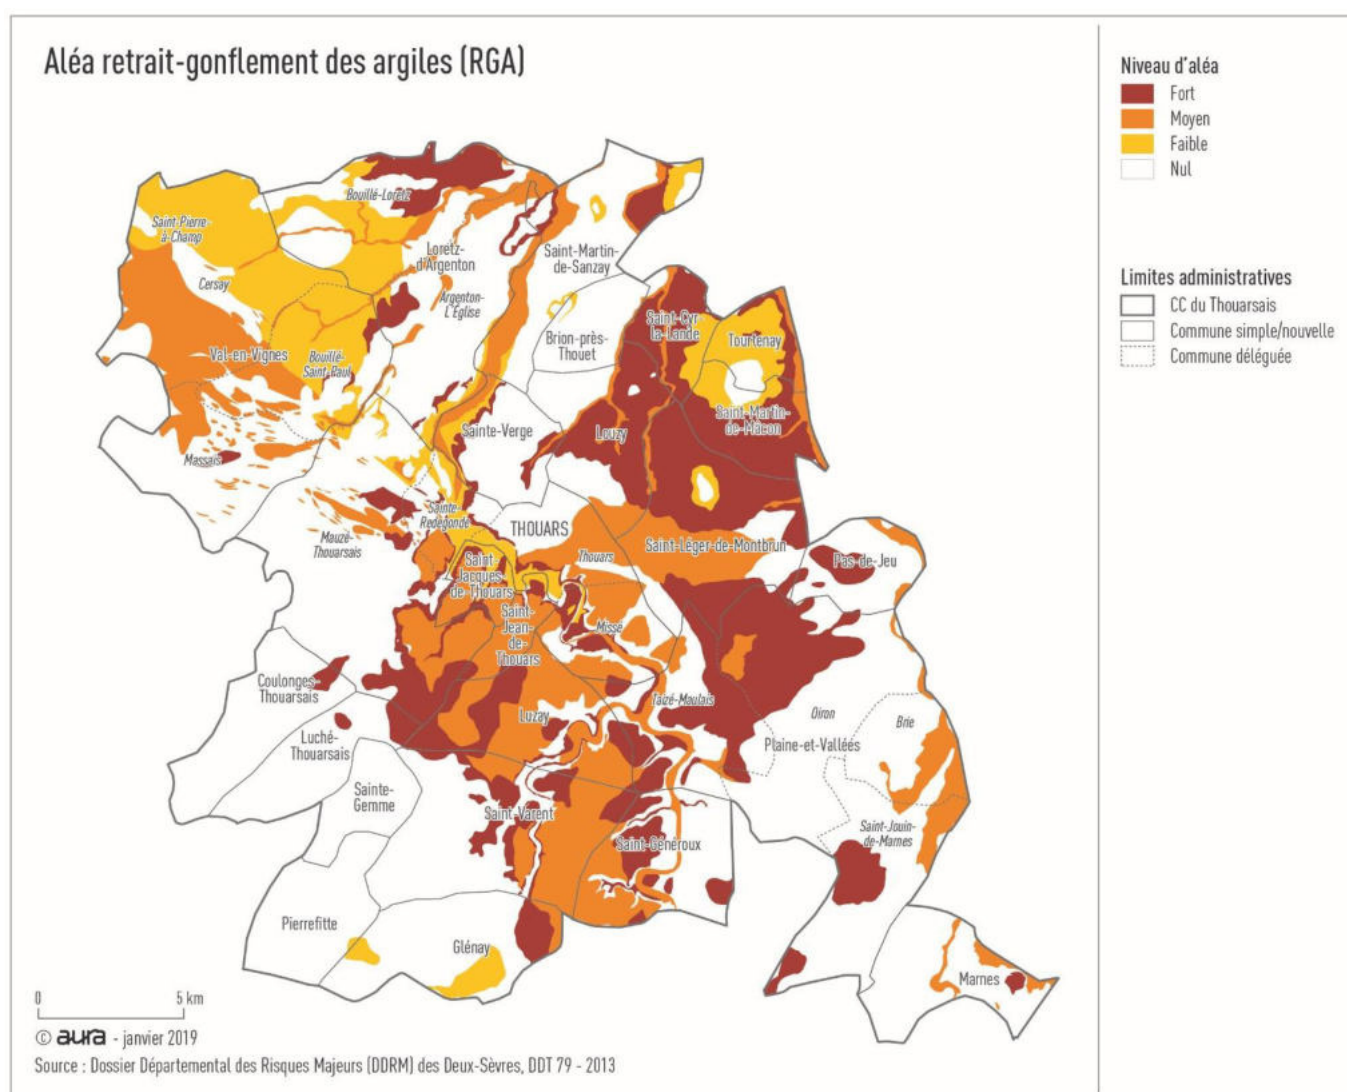 Aléa retrait-gonflement des argiles (RGA)
Niveau d'aléa
Fort
Moyen
Faible
Nul
Limites administratives
CC du Thouarsais
Commune simple/nouvelle
Commune déléguée
Bouillé-Loretz
Saint-Pierre-
à-Champ
Loretz-
d'Argenton
Saint-Martin-
de-Sanzay
Cersay
Argenton-
L'Église
Saint-Cyr-
la-Lande
Tourtenay
Brion-près-
Thouet
Val-en-Vignes
Bouillé-
Saint-Paul
Saint-Martin-
de-Mâcon
Sainte-Verge
Louzy
Massais
Sainte-
Radegonde
THOUARS
Mauzé-
Thouarsais
Saint-Léger-de-Montbrun
Thouars
Pas-de-Jeu
Saint-
Jacques-
de-Thouars
Saint-
Jean-
de-
Thouars
Missé
Coulonges-
Thouarsais
Taizé-Maulais
Luzay
Oiron
Brie
Luché-
Thouarsais
Plaine-et-Vallées
Sainte-
Gemme
Saint-Varent
Saint-Généroux
Saint-Jouin-
de-Marnes
Pierrefitte
Glénay
Marnes
0 5 km
© aura - janvier 2019
Source : Dossier Départemental des Risques Majeurs (DDRM) des Deux-Sèvres, DDT 79 - 2013